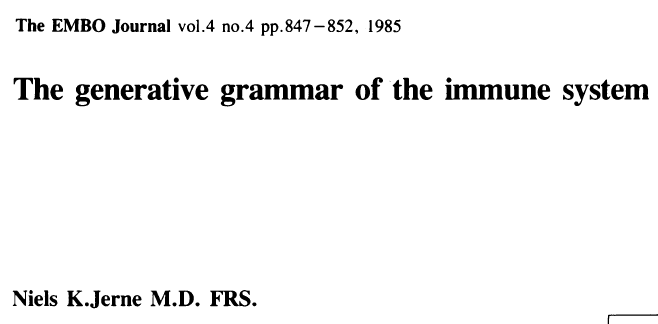 The EMBO Journal vol.4 no.4 pp.847–852, 1985
The generative grammar of the immune system
Niels K.Jerne M.D. FRS.